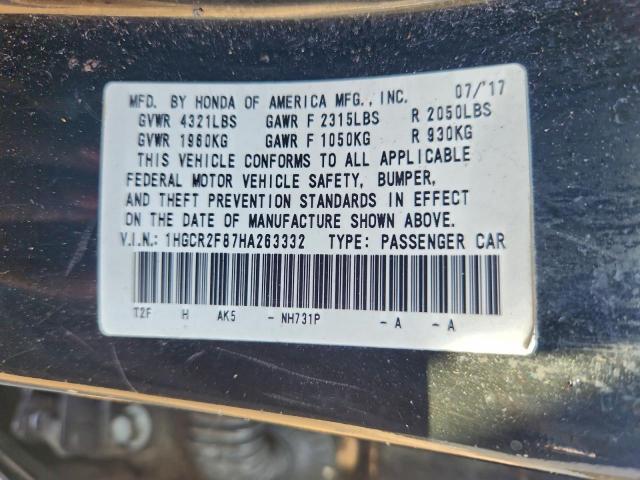 MFD. BY HONDA OF AMERICA MFG., INC. 07/'17
GVWR 4321LBS GAWR F 2315LBS R 2050LBS
GVWR 1960KG GAWR F 1050KG R 930KG
THIS VEHICLE CONFORMS TO ALL APPLICABLE
FEDERAL MOTOR VEHICLE SAFETY, BUMPER,
AND THEFT PREVENTION STANDARDS IN EFFECT
ON THE DATE OF MANUFACTURE SHOWN ABOVE.
V.I.N.: 1HGCR2F87HA263332 TYPE: PASSENGER CAR
T2F H AK5 - NH731P - A - A